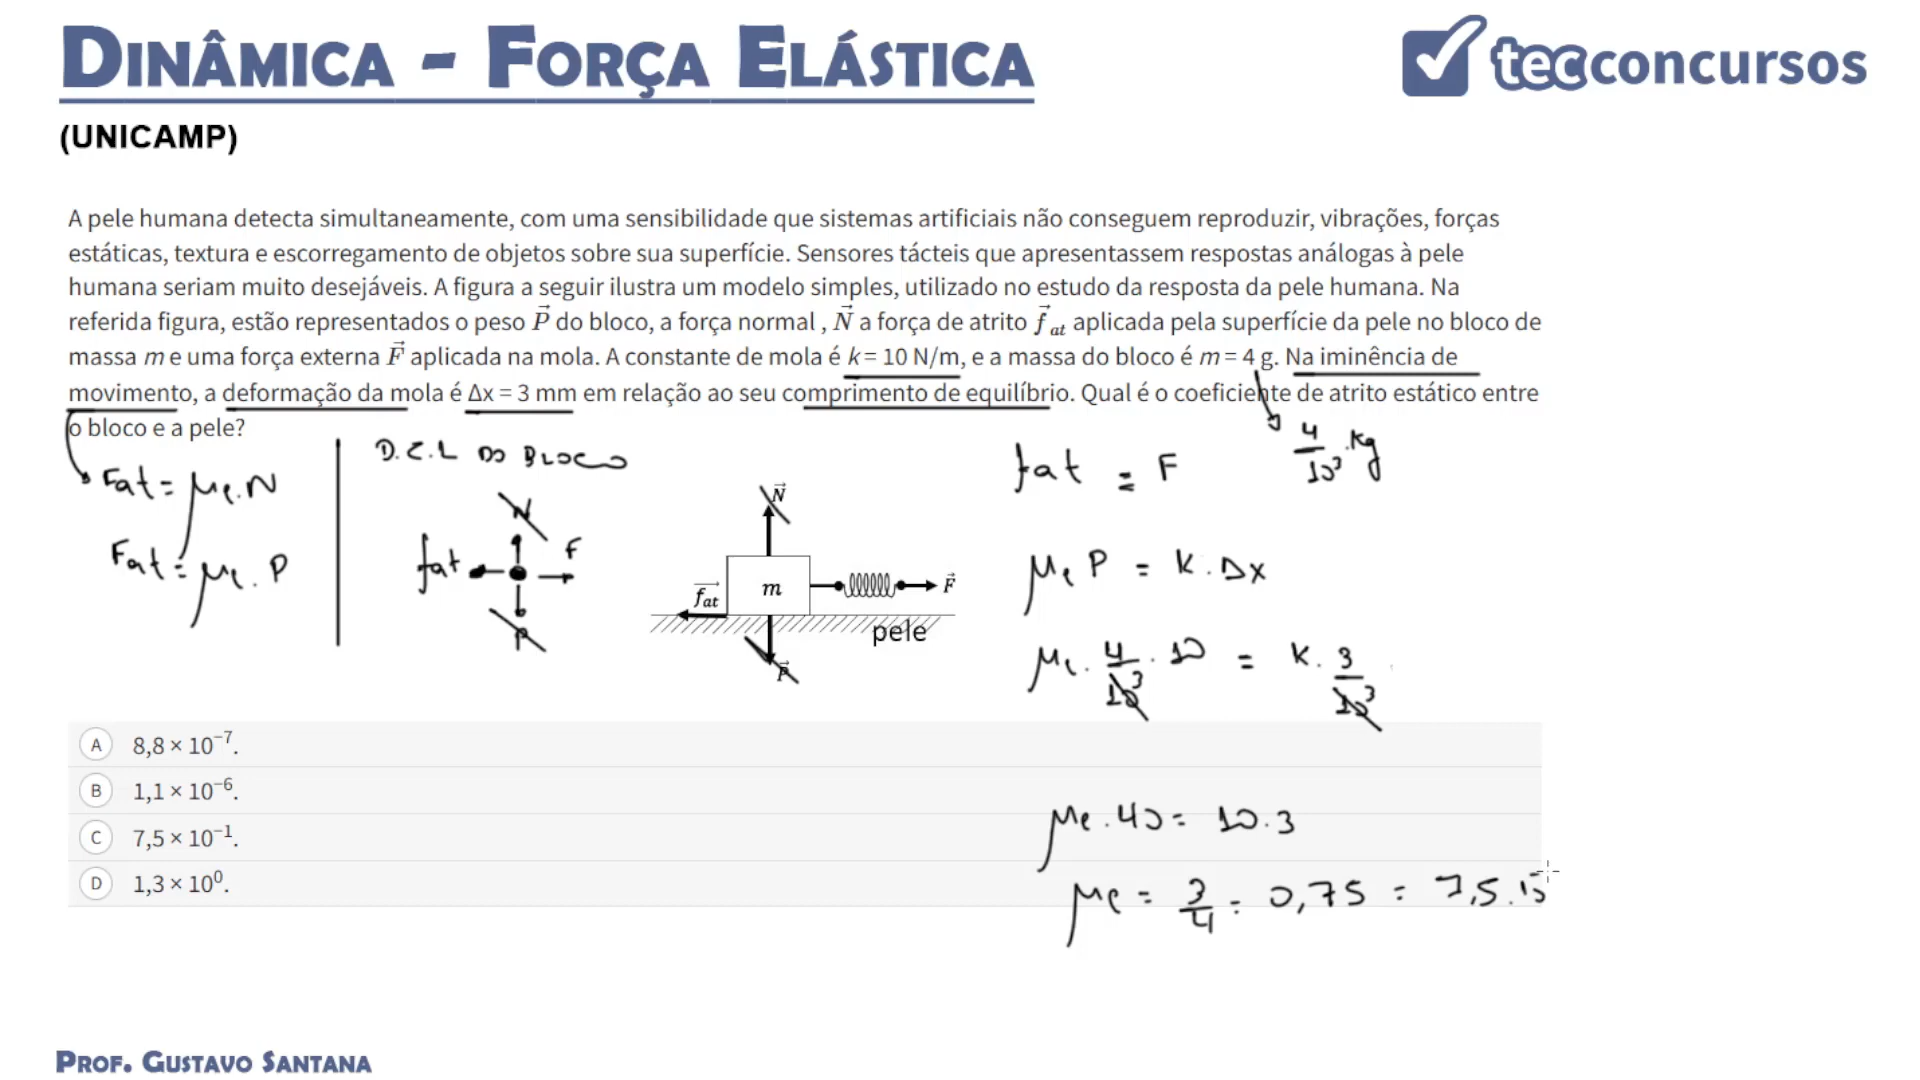 DINÂMICA - FORÇA ELÁSTICA
tecconcursos
(UNICAMP)
A pele humana detecta simultaneamente, com uma sensibilidade que sistemas artificiais não conseguem reproduzir, vibrações, forças
estáticas, textura e escorregamento de objetos sobre sua superfície. Sensores tácteis que apresentassem respostas análogas à pele
humana seriam muito desejáveis. A figura a seguir ilustra um modelo simples, utilizado no estudo da resposta da pele humana. Na
referida figura, estão representados o peso P⃗ do bloco, a força normal , N⃗ a força de atrito f⃗ at aplicada pela superfície da pele no bloco de
massa m e uma força externa F⃗ aplicada na mola. A constante de mola é k = 10 N/m, e a massa do bloco é m = 4 g. Na iminência de
movimento, a deformação da mola é Δx = 3 mm em relação ao seu comprimento de equilíbrio. Qual é o coeficiente de atrito estático entre
o bloco e a pele?
Fat = μe.N
Fat = μe.P
D.C.L DO BLOCO
N
fat
F
P
N⃗
fat
m
F⃗
pele
P⃗
4/10³.kg
fat = F
μe P = K.Δx
μe.4/10³.10 = K.3/10³
A 8,8 × 10⁻⁷.
B 1,1 × 10⁻⁶.
C 7,5 × 10⁻¹.
D 1,3 × 10⁰.
μe.40 = 10.3
μe = 3/4 = 0,75 = 7,5.10
PROF. GUSTAVO SANTANA